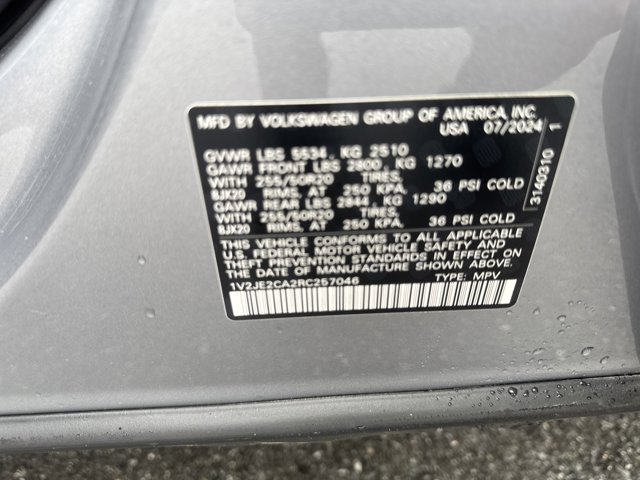 MFD BY VOLKSWAGEN GROUP OF AMERICA, INC.
USA 07/2024
GVWR LBS 5534, KG 2510
GAWR FRONT LBS 2800, KG 1270
WITH 255/50R20 TIRES,
8JX20 RIMS, AT 250 KPA, 36 PSI COLD
GAWR REAR LBS 2844, KG 1290
WITH 255/50R20 TIRES,
8JX20 RIMS, AT 250 KPA, 36 PSI COLD
THIS VEHICLE CONFORMS TO ALL APPLICABLE
U.S. FEDERAL MOTOR VEHICLE SAFETY AND
THEFT PREVENTION STANDARDS IN EFFECT ON
THE DATE OF MANUFACTURE SHOWN ABOVE.
1V2JE2CA2RC257046 TYPE: MPV
3140310 1